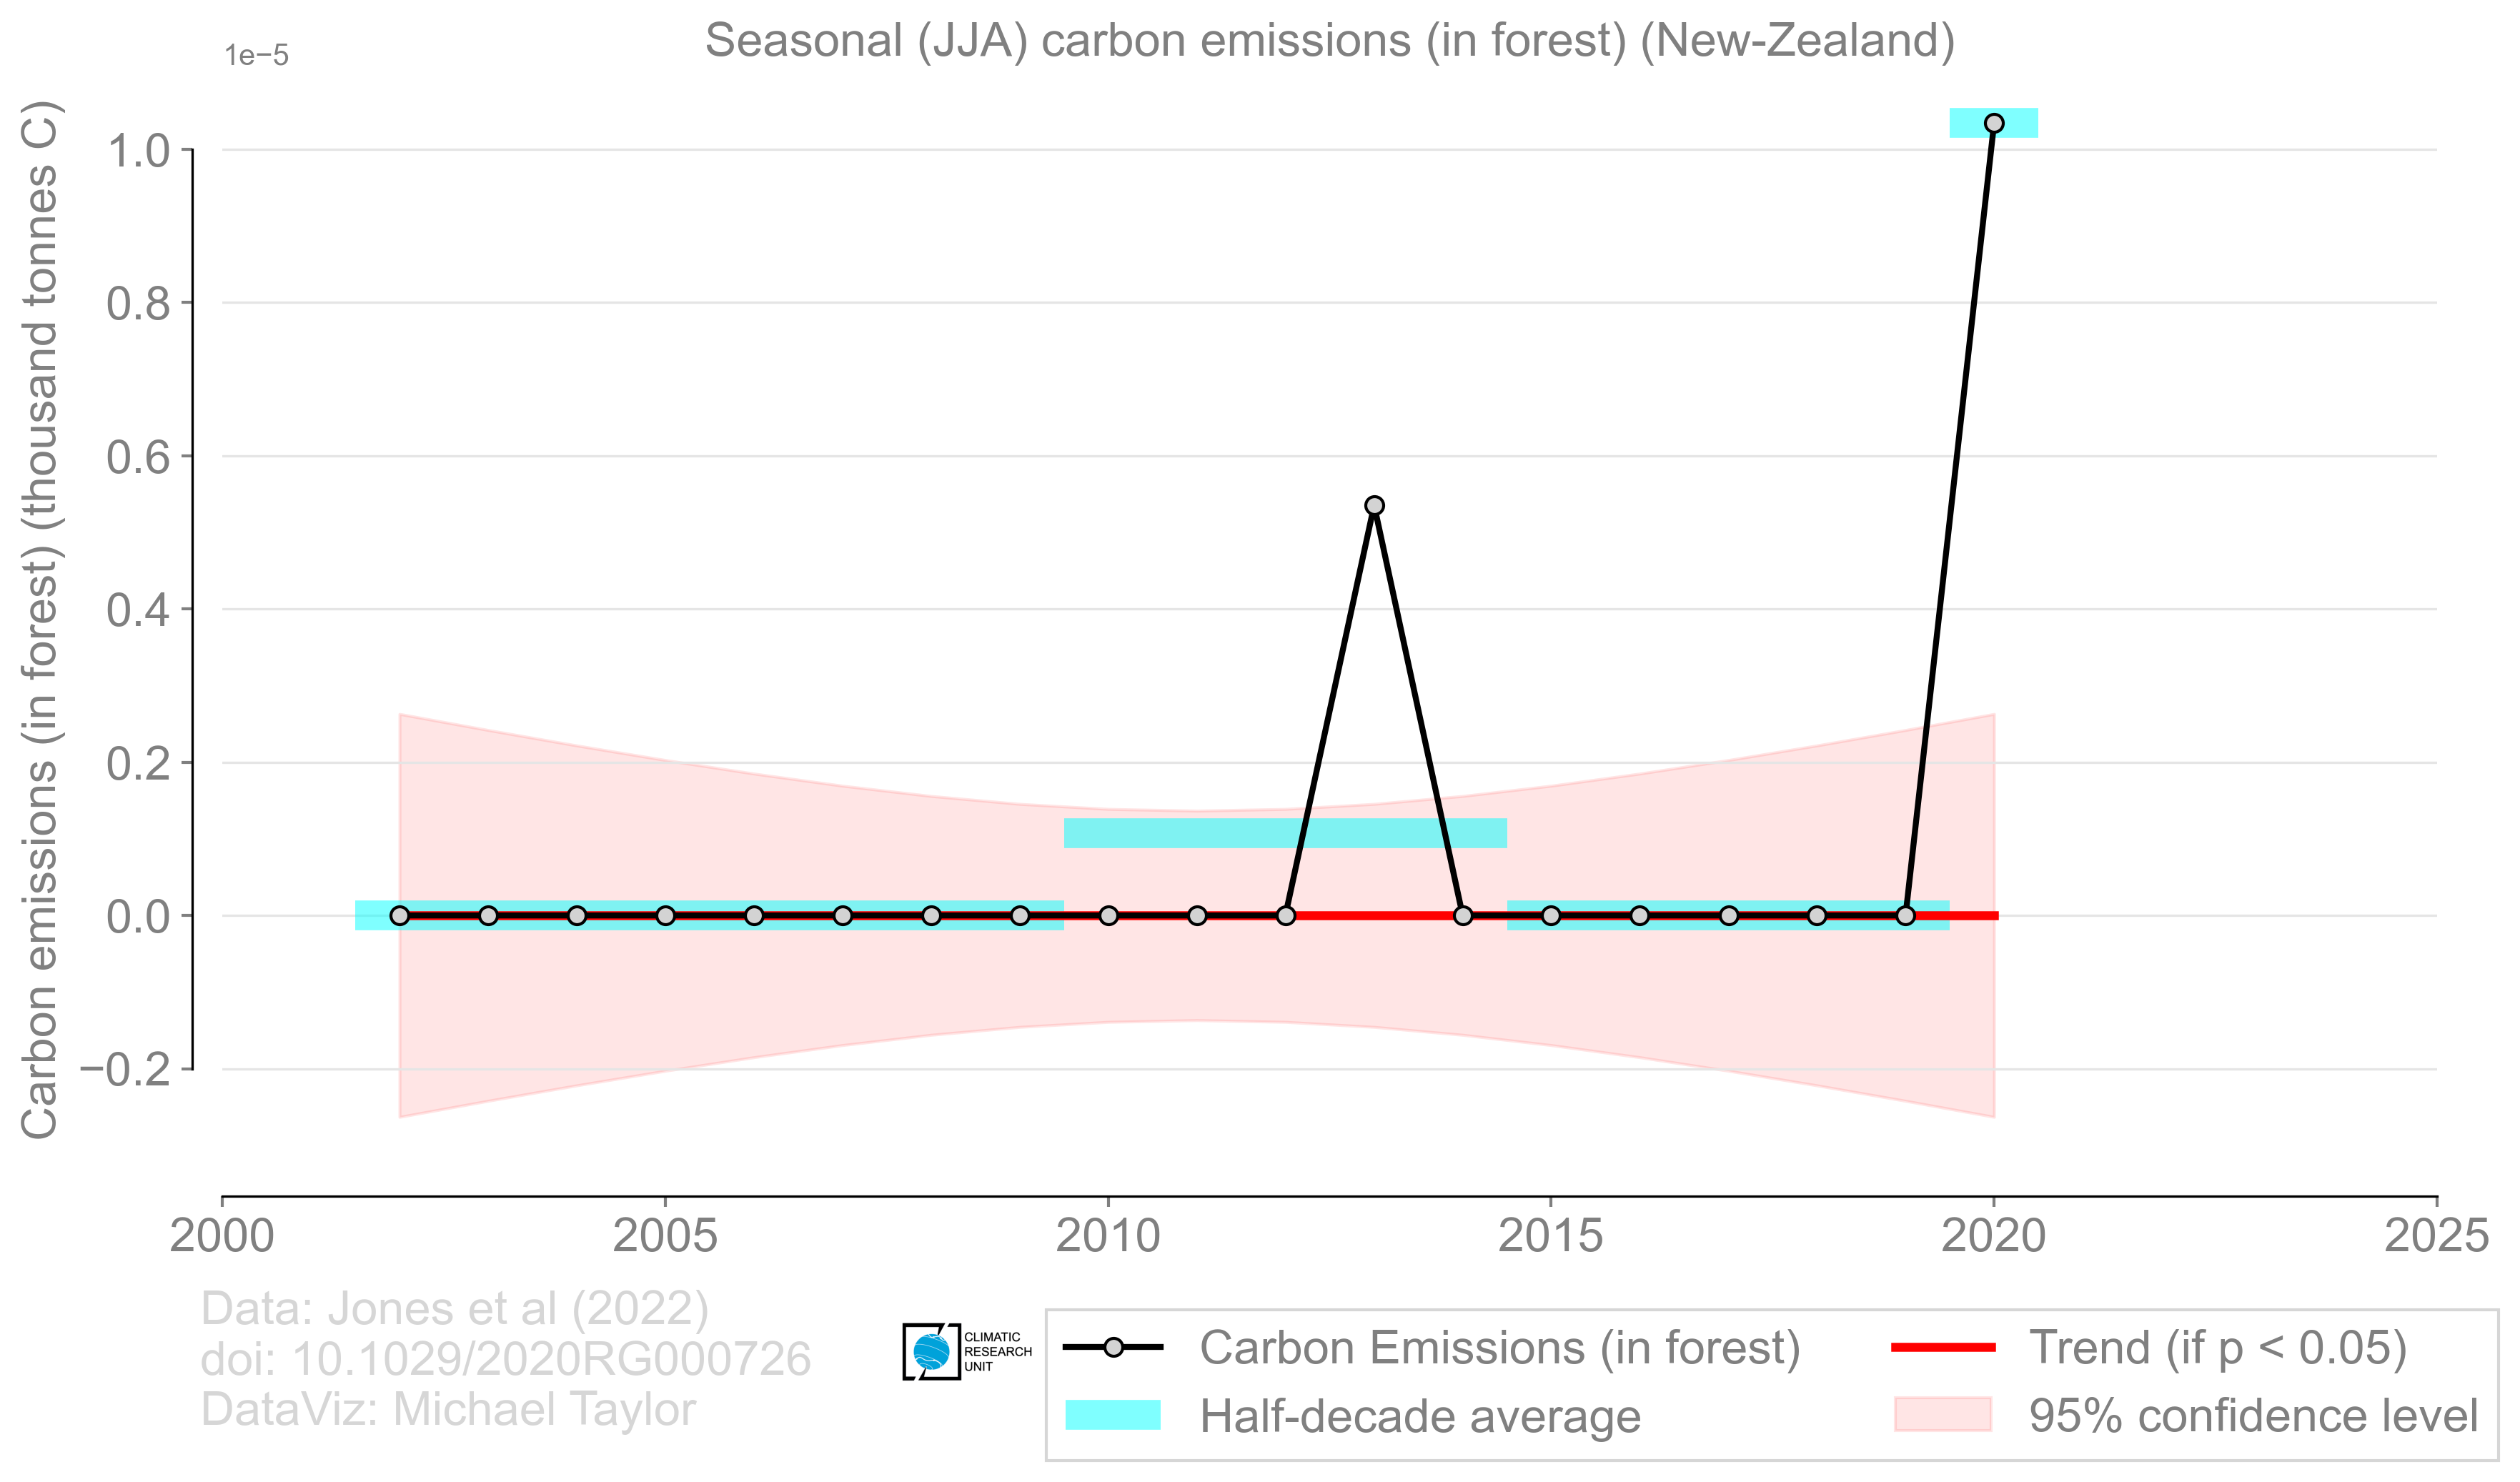 Seasonal (JJA) carbon emissions (in forest) (New-Zealand)
1e−5
Carbon emissions (in forest) (thousand tonnes C)
1.0
0.8
0.6
0.4
0.2
0.0
−0.2
2000 2005 2010 2015 2020 2025
Data: Jones et al (2022)
doi: 10.1029/2020RG000726
DataViz: Michael Taylor
CLIMATIC
RESEARCH
UNIT
Carbon Emissions (in forest)
Half-decade average
Trend (if p < 0.05)
95% confidence level